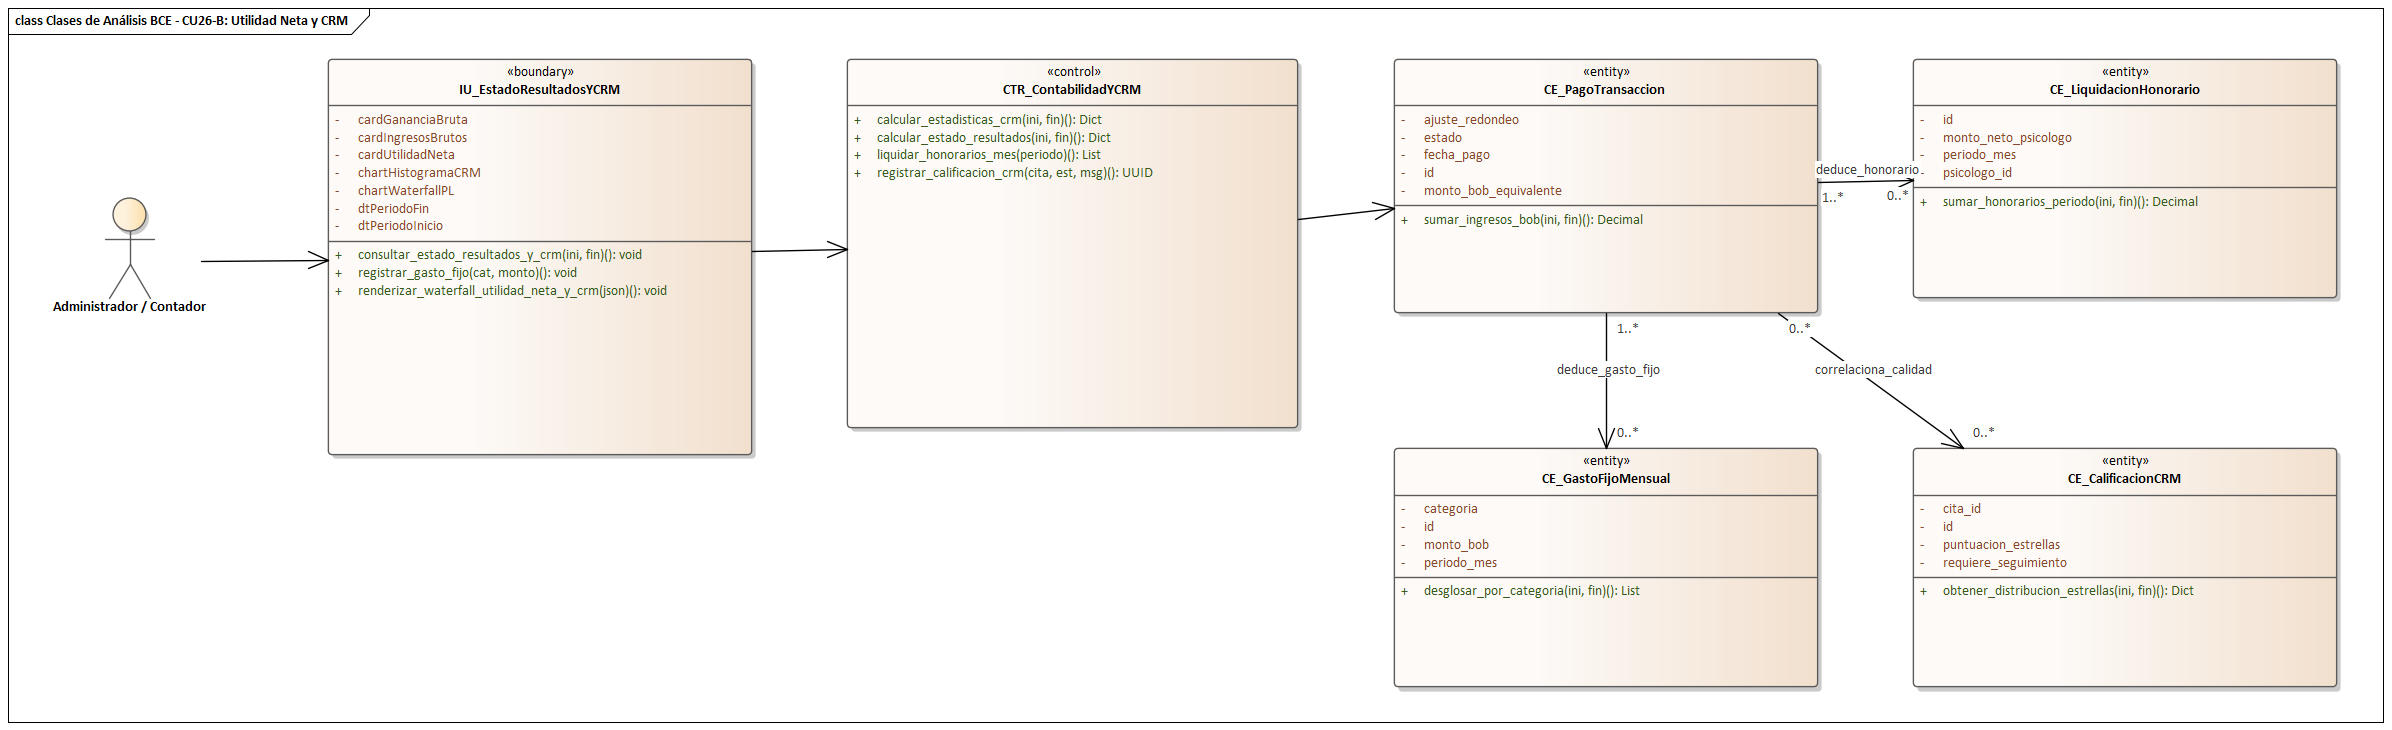 class Clases de Análisis BCE - CU26-B: Utilidad Neta y CRM
Administrador / Contador
«boundary»
IU_EstadoResultadosYCRM
- cardGananciaBruta
- cardIngresosBrutos
- cardUtilidadNeta
- chartHistogramaCRM
- chartWaterfallPL
- dtPeriodoFin
- dtPeriodoInicio
+ consultar_estado_resultados_y_crm(ini, fin)(): void
+ registrar_gasto_fijo(cat, monto)(): void
+ renderizar_waterfall_utilidad_neta_y_crm(json)(): void
«control»
CTR_ContabilidadYCRM
+ calcular_estadisticas_crm(ini, fin)(): Dict
+ calcular_estado_resultados(ini, fin)(): Dict
+ liquidar_honorarios_mes(periodo)(): List
+ registrar_calificacion_crm(cita, est, msg)(): UUID
«entity»
CE_PagoTransaccion
- ajuste_redondeo
- estado
- fecha_pago
- id
- monto_bob_equivalente
+ sumar_ingresos_bob(ini, fin)(): Decimal
deduce_honorario
1..*
0..*
«entity»
CE_LiquidacionHonorario
- id
- monto_neto_psicologo
- periodo_mes
- psicologo_id
+ sumar_honorarios_periodo(ini, fin)(): Decimal
1..*
deduce_gasto_fijo
0..*
0..*
correlaciona_calidad
0..*
«entity»
CE_GastoFijoMensual
- categoria
- id
- monto_bob
- periodo_mes
+ desglosar_por_categoria(ini, fin)(): List
«entity»
CE_CalificacionCRM
- cita_id
- id
- puntuacion_estrellas
- requiere_seguimiento
+ obtener_distribucion_estrellas(ini, fin)(): Dict